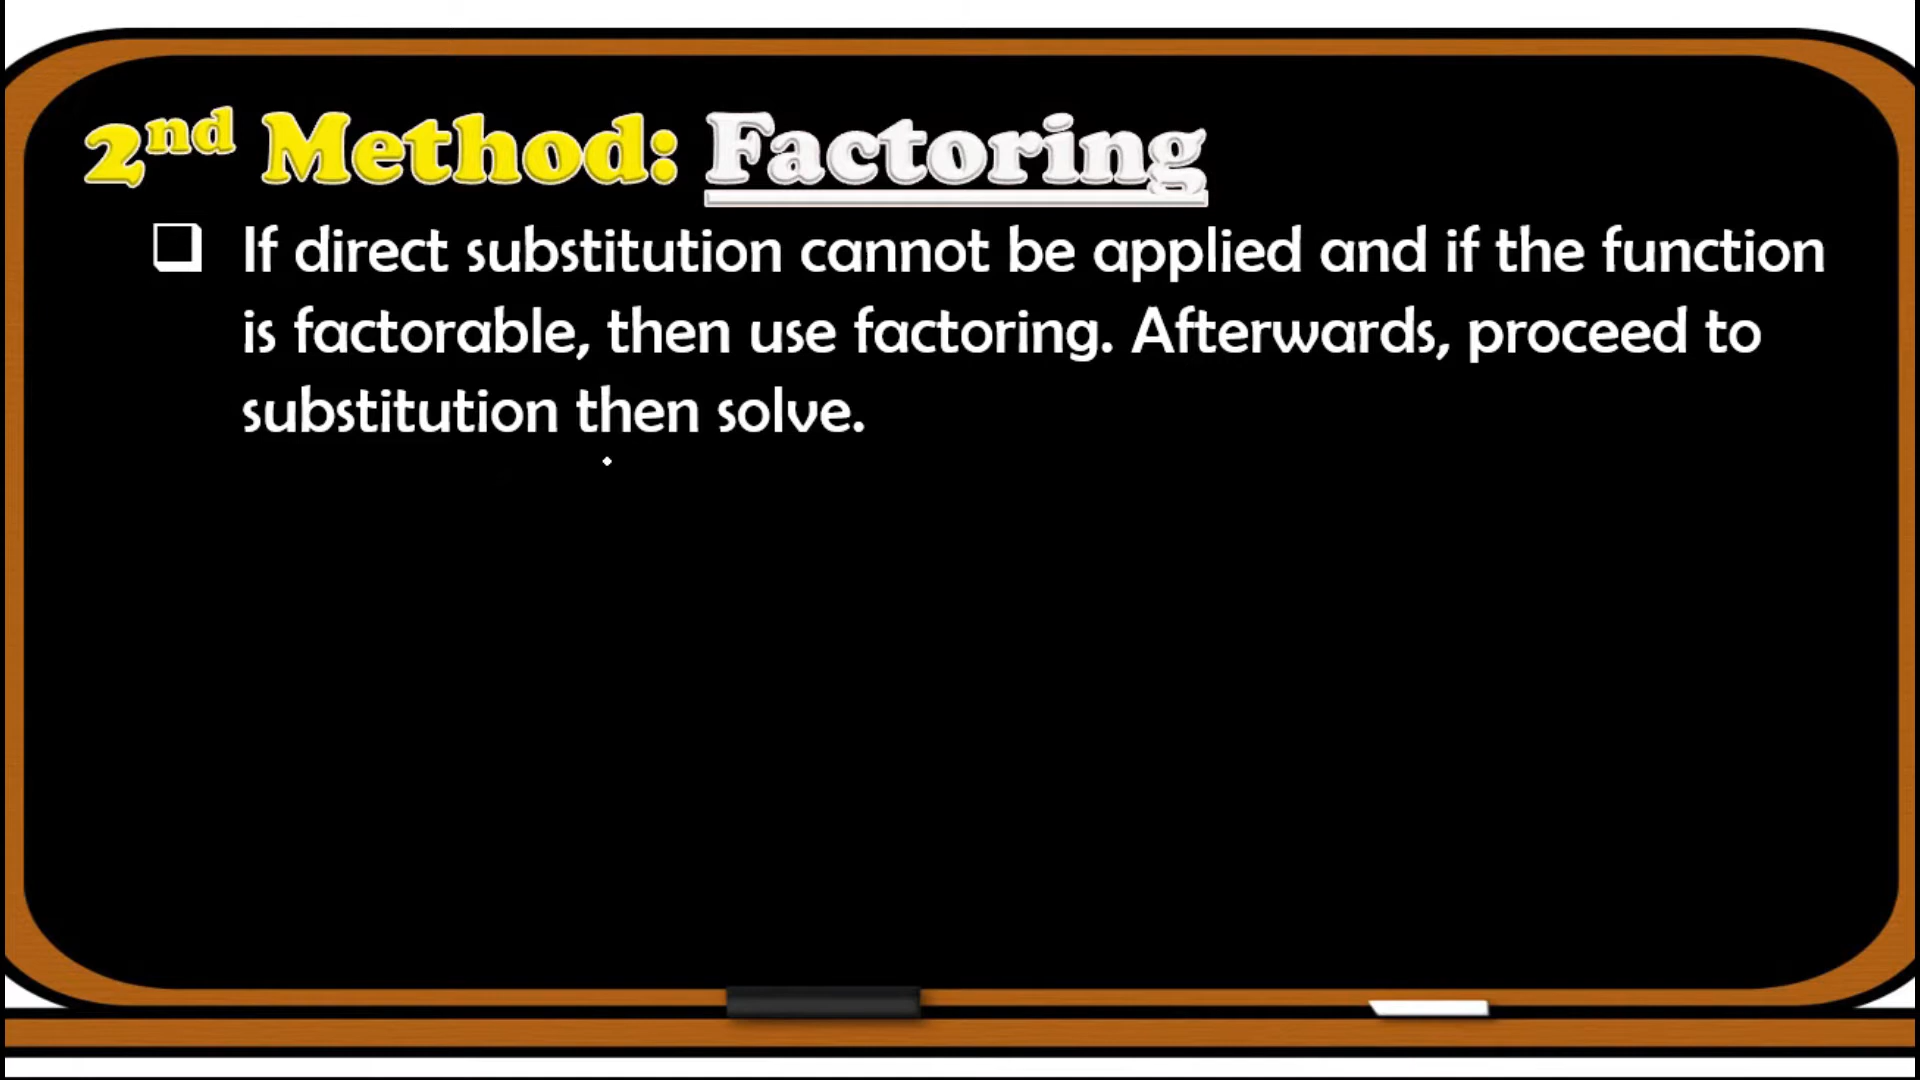 2nd Method: Factoring
❑ If direct substitution cannot be applied and if the function
is factorable, then use factoring. Afterwards, proceed to
substitution then solve.